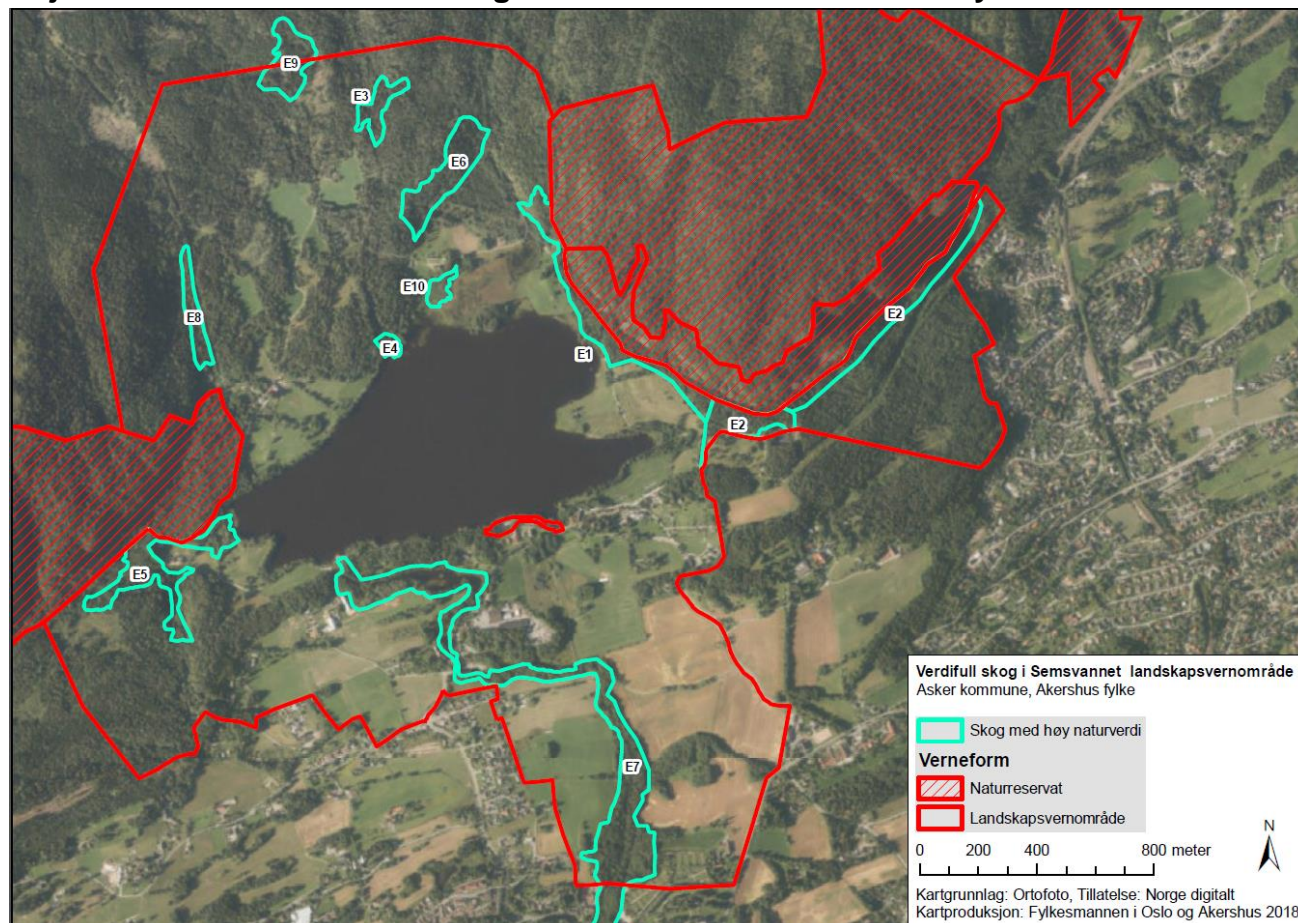 E9
E3
E6
E10
E8
E4
E1
E2
E2
E5
E7
Verdifull skog i Semsvannet landskapsvernområde
Asker kommune, Akershus fylke
Skog med høy naturverdi
Verneform
Naturreservat
Landskapsvernområde
N
0 200 400 800 meter
Kartgrunnlag: Ortofoto, Tillatelse: Norge digitalt
Kartproduksjon: Fylkesmannen i Oslo og Akershus 2018